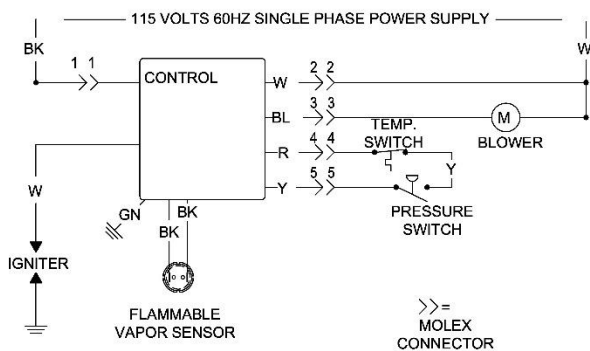 115 VOLTS 60HZ SINGLE PHASE POWER SUPPLY
BK
W
1 1
CONTROL
W
2 2
BL
3 3
M
BLOWER
TEMP.
SWITCH
R
4 4
Y
Y
5 5
PRESSURE
SWITCH
W
GN
BK
BK
IGNITER
FLAMMABLE
VAPOR SENSOR
>>=
MOLEX
CONNECTOR